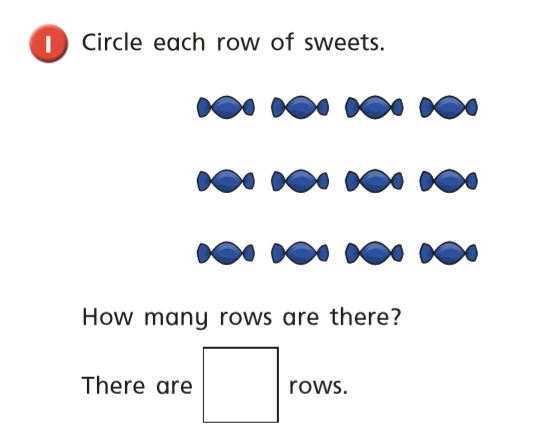 1 Circle each row of sweets.
How many rows are there?
There are rows.